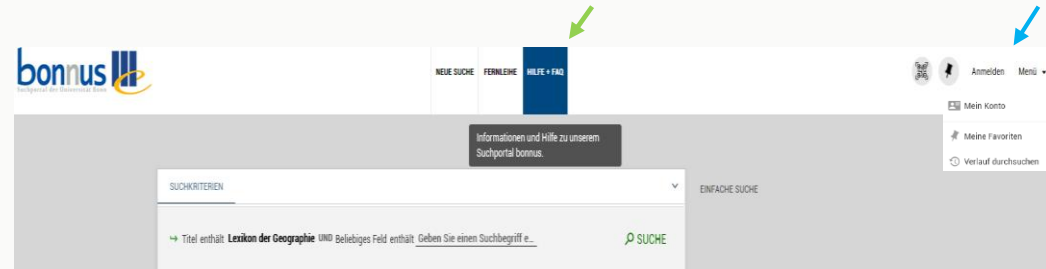 bonnus
Suchportal der Universität Bonn
NEUE SUCHE FERNLEIHE HILFE + FAQ
Anmelden Menü
Mein Konto
Meine Favoriten
Verlauf durchsuchen
Informationen und Hilfe zu unserem
Suchportal bonnus.
SUCHKRITERIEN
EINFACHE SUCHE
Titel enthält Lexikon der Geographie UND Beliebiges Feld enthält Geben Sie einen Suchbegriff e...
SUCHE